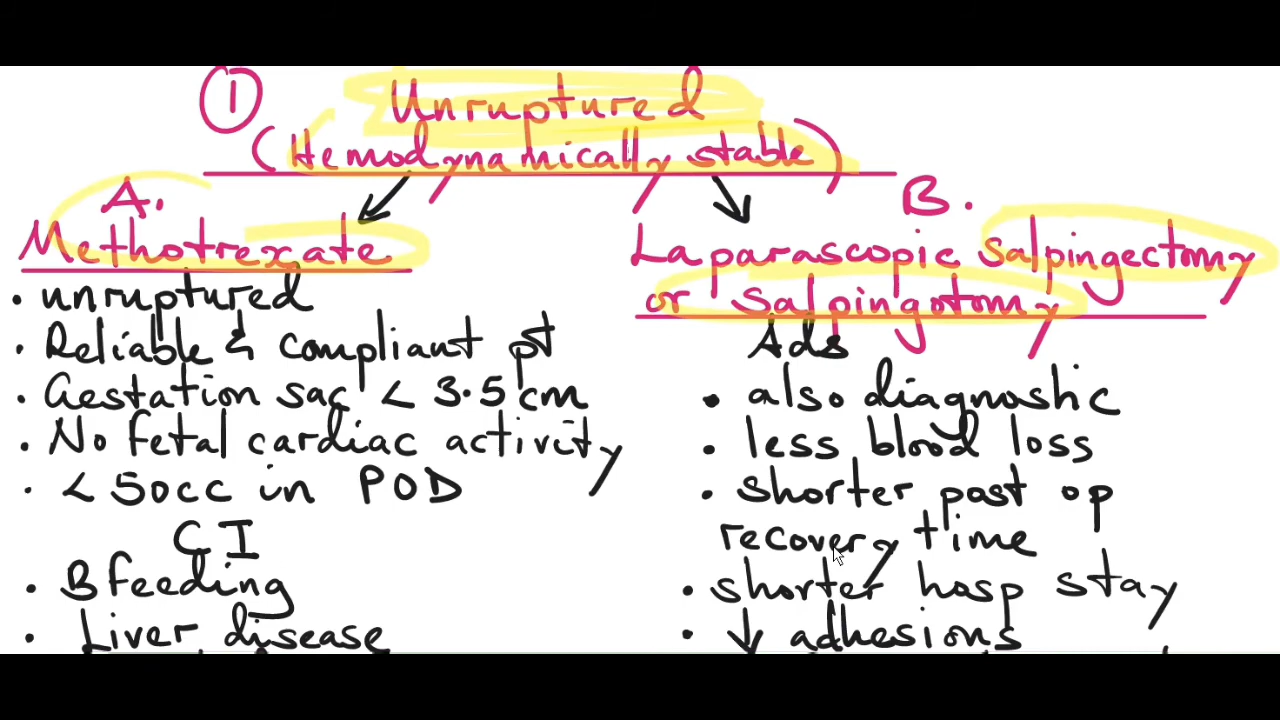 ① Unruptured
(Hemodynamically stable)
A.
Methotrexate
• unruptured
• Reliable & compliant pt
• Gestation sac < 3.5 cm
• No fetal cardiac activity
• < 50cc in POD
CI
• Bfeeding
• Liver disease
B.
Laparascopic Salpingectomy
or Salpingotomy
Ads
• also diagnostic
• less blood loss
• shorter post op
recovery time
• shorter hosp stay
• ↓ adhesions